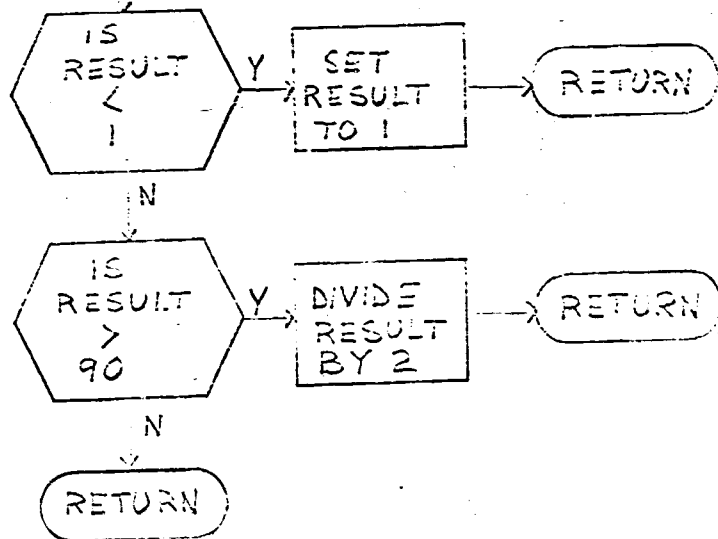 IS
RESULT
<
1
Y
SET
RESULT
TO 1
RETURN
N
IS
RESULT
>
90
Y
DIVIDE
RESULT
BY 2
RETURN
N
RETURN